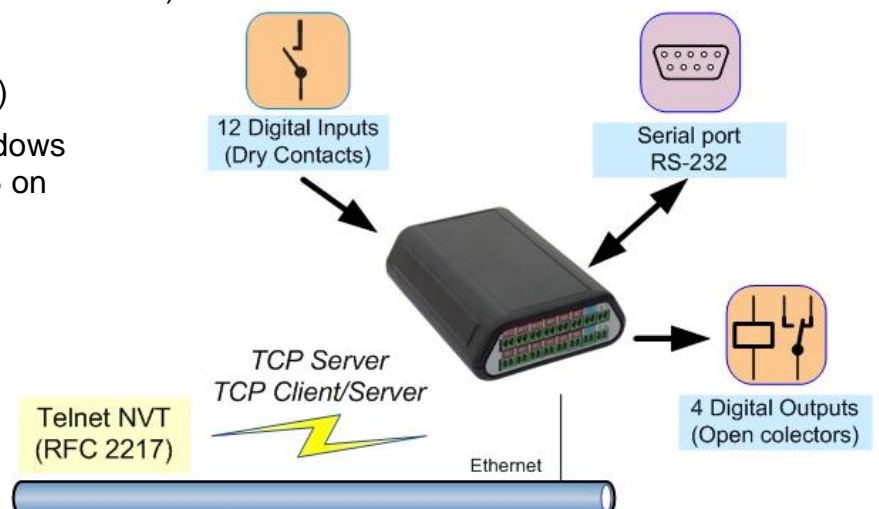 )
dows
on
12 Digital Inputs
(Dry Contacts)
Serial port
RS-232
TCP Server
TCP Client/Server
4 Digital Outputs
(Open colectors)
Telnet NVT
(RFC 2217)
Ethernet